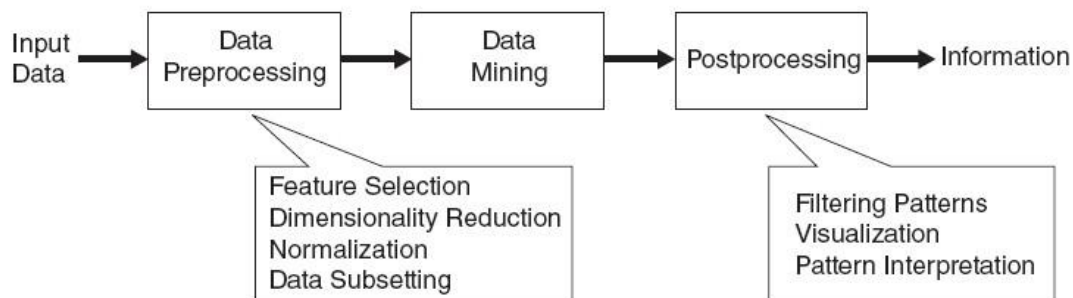 Input
Data
Data
Preprocessing
Data
Mining
Postprocessing
Information
Feature Selection
Dimensionality Reduction
Normalization
Data Subsetting
Filtering Patterns
Visualization
Pattern Interpretation